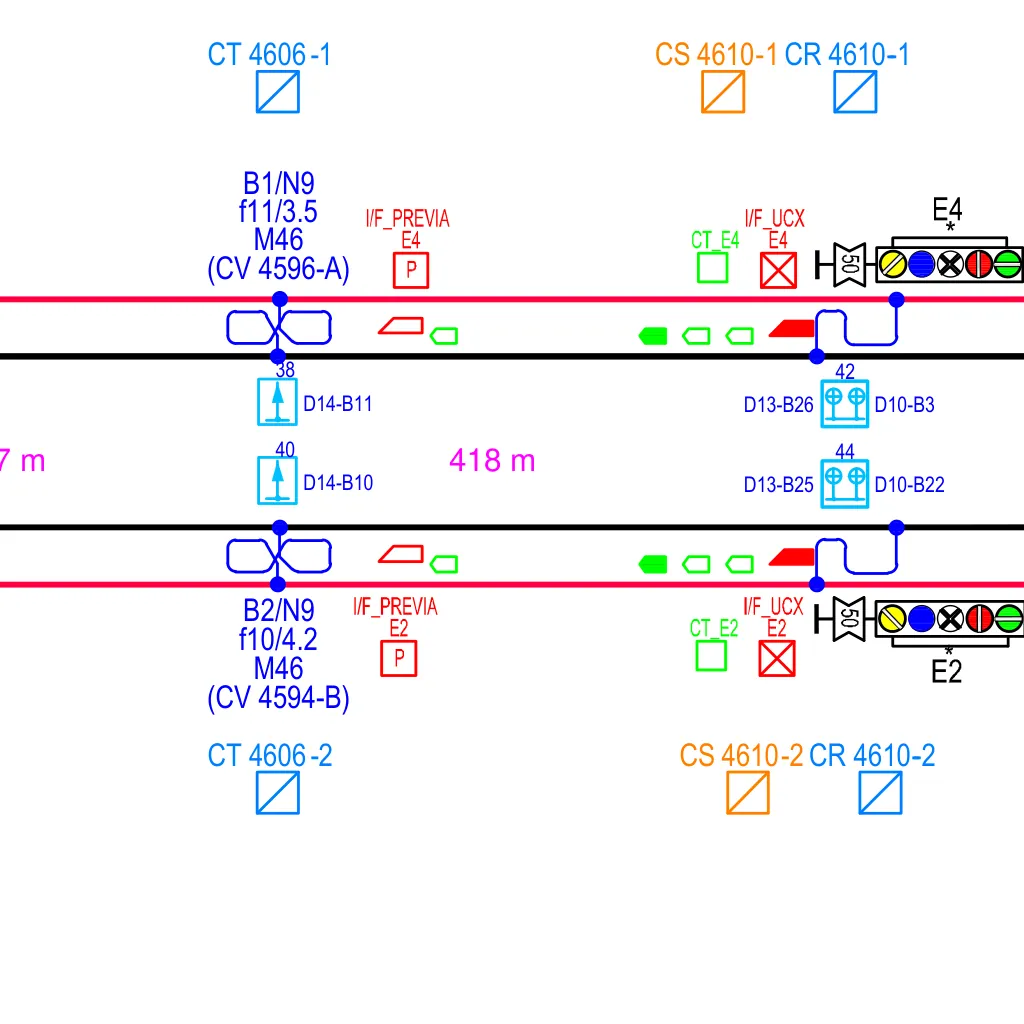 CT 4606-1
CS 4610-1 CR 4610-1
B1/N9
f11/3.5
M46
(CV 4596-A)
I/F_PREVIA
E4
P
CT_E4
I/F_UCX
E4
50
E4
*
38
D14-B11
42
D13-B26
D10-B3
7 m
40
D14-B10
418 m
44
D13-B25
D10-B22
B2/N9
f10/4.2
M46
(CV 4594-B)
I/F_PREVIA
E2
P
CT_E2
I/F_UCX
E2
50
*
E2
CT 4606-2
CS 4610-2 CR 4610-2